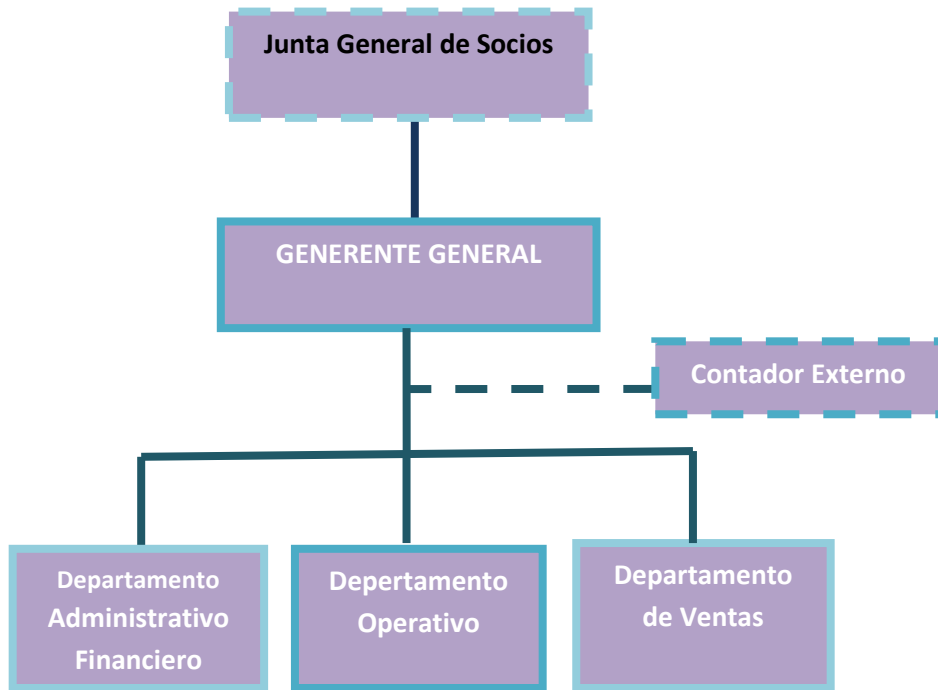 Junta General de Socios
GENERENTE GENERAL
Contador Externo
Departamento
Administrativo
Financiero
Depertamento
Operativo
Departamento
de Ventas